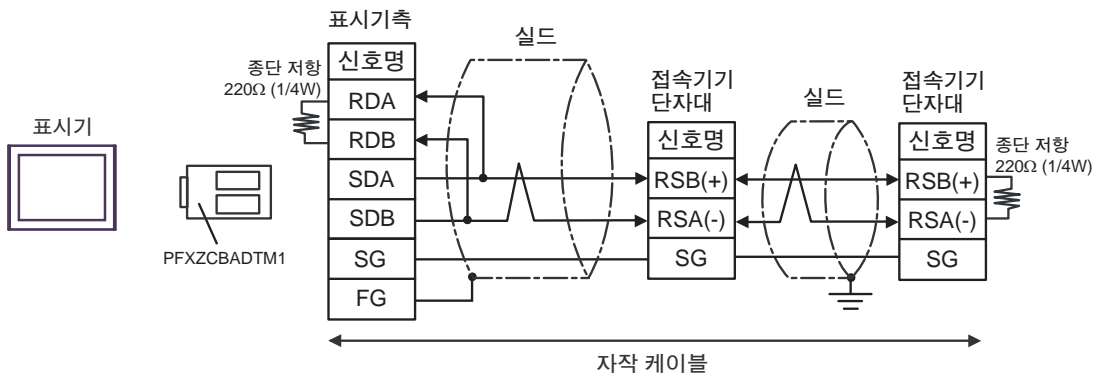 표시기측
실드
종단 저항
220Ω (1/4W)
신호명
RDA
RDB
SDA
SDB
SG
FG
표시기
PFXZCBADTM1
접속기기
단자대
신호명
RSB(+)
RSA(-)
SG
실드
접속기기
단자대
신호명
RSB(+)
RSA(-)
SG
종단 저항
220Ω (1/4W)
자작 케이블